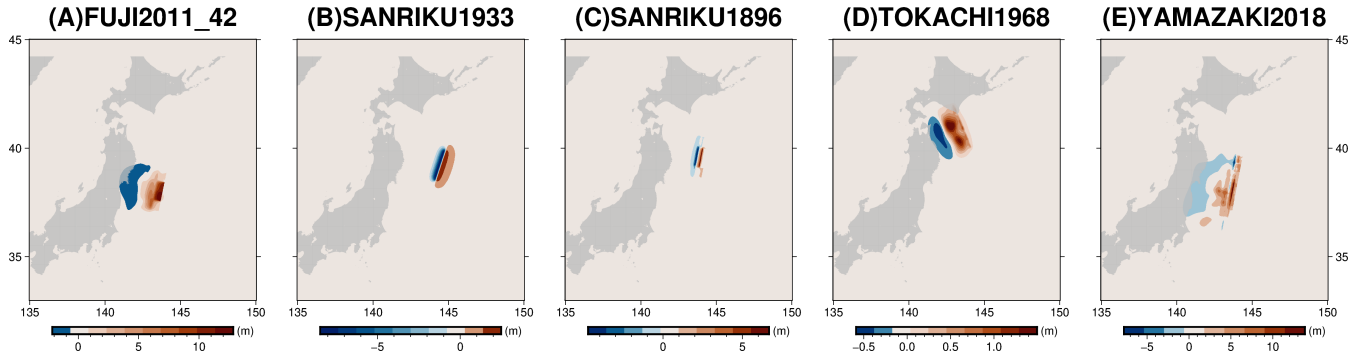 (A)FUJI2011_42 (B)SANRIKU1933 (C)SANRIKU1896 (D)TOKACHI1968 (E)YAMAZAKI2018
45 45
40 40
35 35
135 140 145 150 135 140 145 150 135 140 145 150 135 140 145 150 135 140 145 150
(m) (m) (m) (m) (m)
0 5 10 −5 0 0 5 −0.5 0.0 0.5 1.0 −5 0 5 10